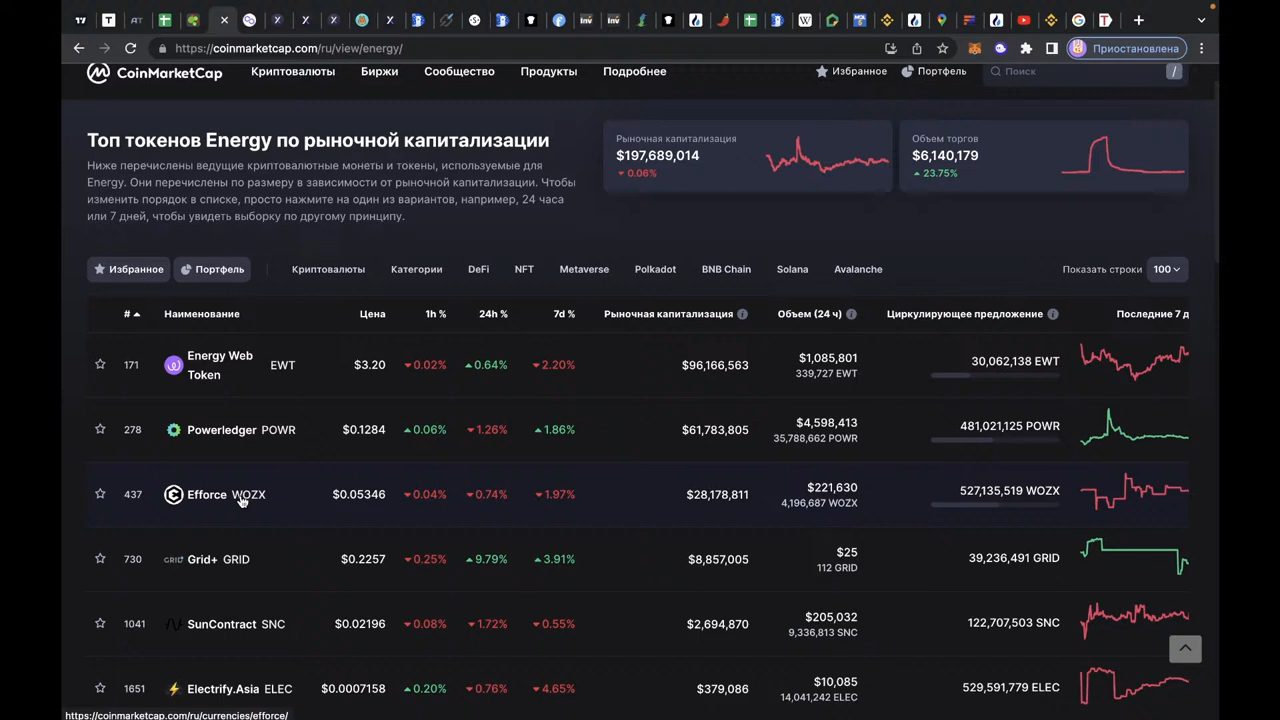 https://coinmarketcap.com/ru/view/energy/
Приостановлена
CoinMarketCap Криптовалюты Биржи Сообщество Продукты Подробнее Избранное Портфель Поиск /
Топ токенов Energy по рыночной капитализации
Ниже перечислены ведущие криптовалютные монеты и токены, используемые для
Energy. Они перечислены по размеру в зависимости от рыночной капитализации. Чтобы
изменить порядок в списке, просто нажмите на один из вариантов, например, 24 часа
или 7 дней, чтобы увидеть выборку по другому принципу.
Рыночная капитализация
$197,689,014
0.06%
Объем торгов
$6,140,179
23.75%
Избранное Портфель Криптовалюты Категории DeFi NFT Metaverse Polkadot BNB Chain Solana Avalanche Показать строки 100
# Наименование Цена 1h % 24h % 7d % Рыночная капитализация Объем (24 ч) Циркулирующее предложение Последние 7 д
171 Energy Web Token EWT $3.20 0.02% 0.64% 2.20% $96,166,563 $1,085,801 30,062,138 EWT
339,727 EWT
278 Powerledger POWR $0.1284 0.06% 1.26% 1.86% $61,783,805 $4,598,413 481,021,125 POWR
35,788,662 POWR
437 Efforce WOZX $0.05346 0.04% 0.74% 1.97% $28,178,811 $221,630 527,135,519 WOZX
4,196,687 WOZX
730 GRID+ Grid+ GRID $0.2257 0.25% 9.79% 3.91% $8,857,005 $25 39,236,491 GRID
112 GRID
1041 SunContract SNC $0.02196 0.08% 1.72% 0.55% $2,694,870 $205,032 122,707,503 SNC
9,336,813 SNC
1651 Electrify.Asia ELEC $0.0007158 0.20% 0.76% 4.65% $379,086 $10,085 529,591,779 ELEC
14,041,242 ELEC
https://coinmarketcap.com/ru/currencies/efforce/